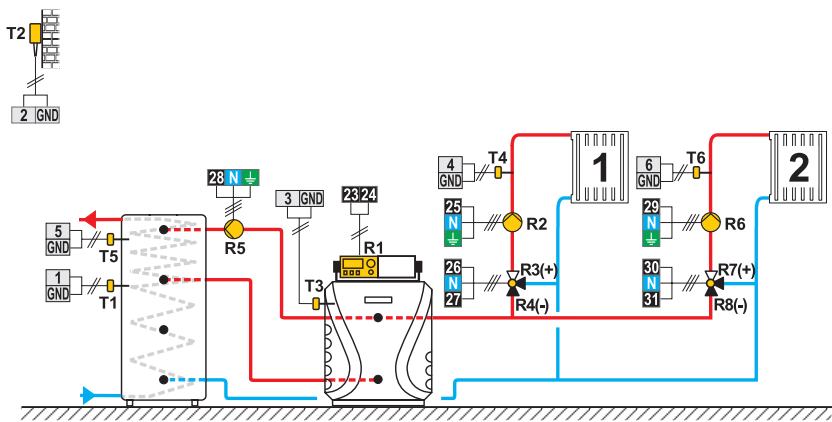 T2
2 GND
28 N
3 GND
23 24
R5
R1
T3
5
GND
T5
1
GND
T1
4
GND
T4
1
25
N
R2
26
N
27
R3(+)
R4(-)
6
GND
T6
2
29
N
R6
30
N
31
R7(+)
R8(-)